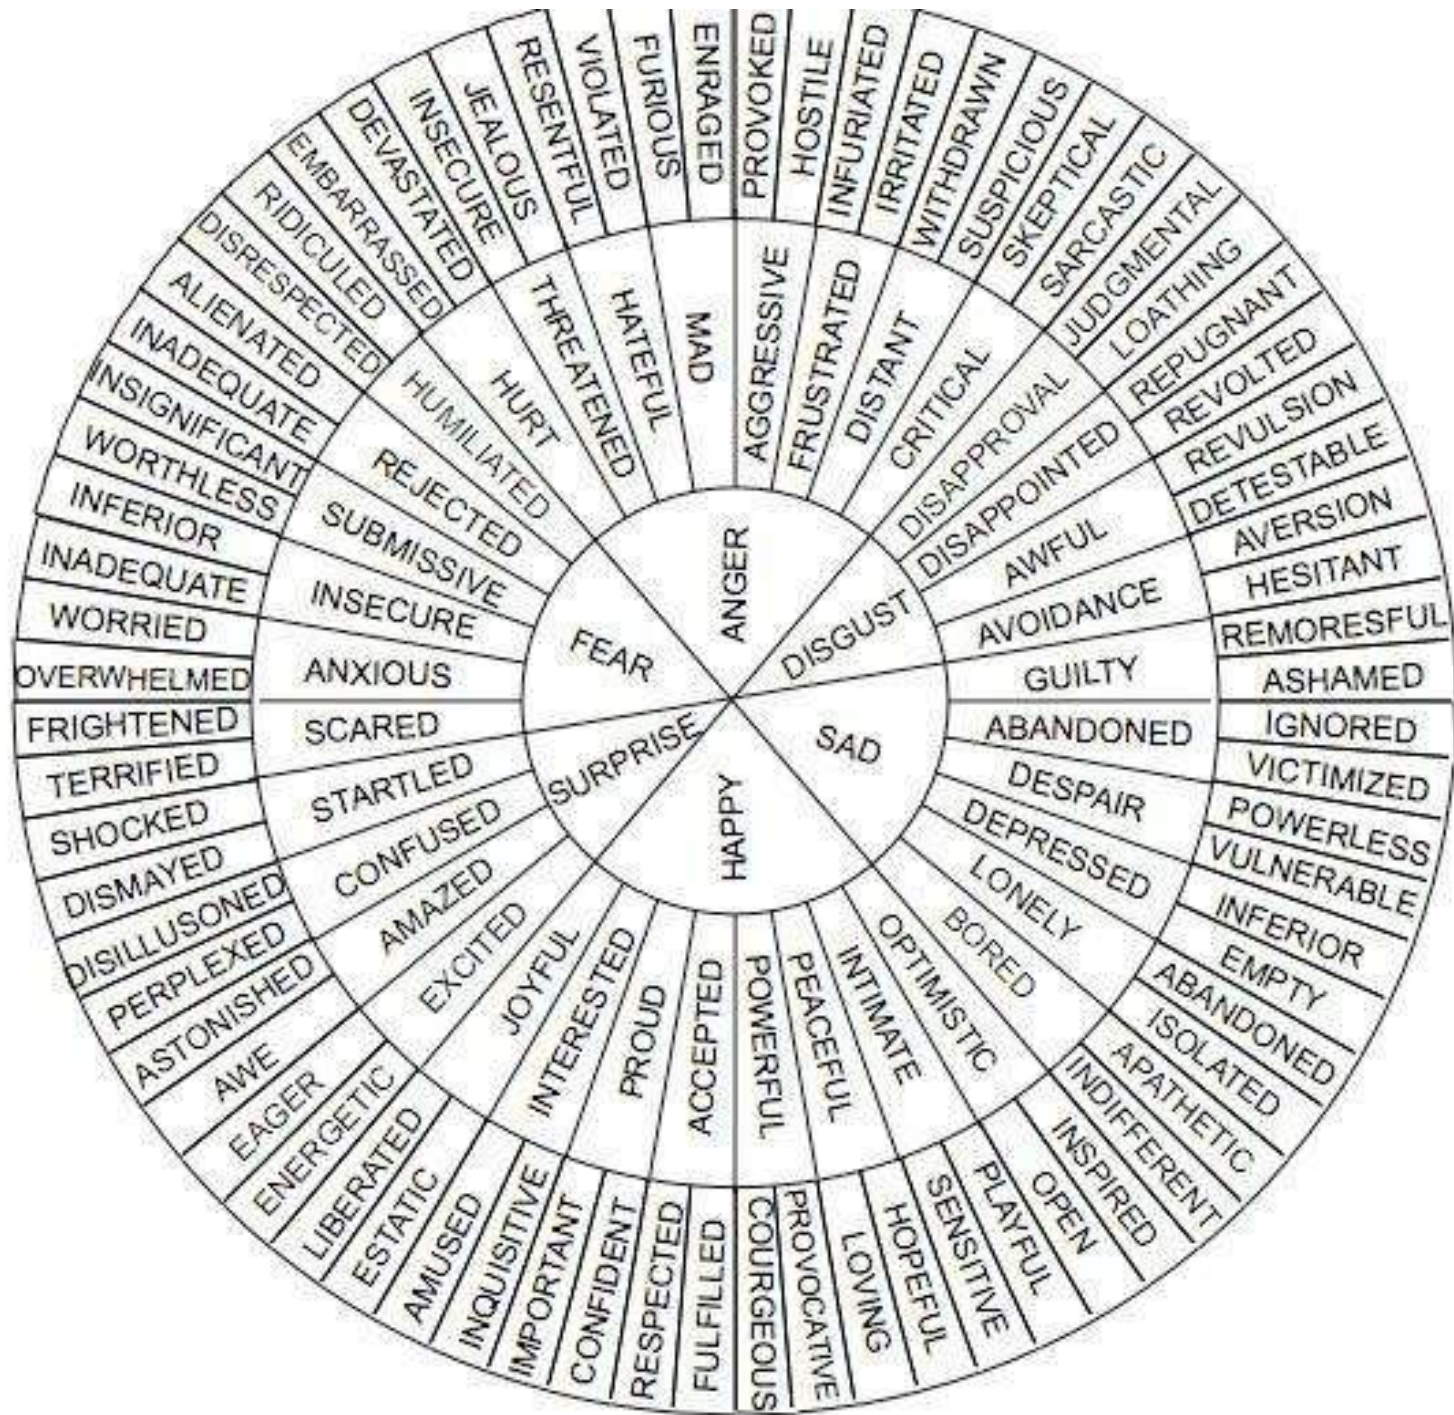 ANGER
DISGUST
SAD
HAPPY
SURPRISE
FEAR
MAD
AGGRESSIVE
FRUSTRATED
DISTANT
CRITICAL
DISAPPROVAL
DISAPPOINTED
AWFUL
AVOIDANCE
GUILTY
ABANDONED
DESPAIR
DEPRESSED
LONELY
BORED
OPTIMISTIC
INTIMATE
PEACEFUL
POWERFUL
ACCEPTED
PROUD
INTERESTED
JOYFUL
EXCITED
AMAZED
CONFUSED
STARTLED
SCARED
ANXIOUS
INSECURE
SUBMISSIVE
REJECTED
HUMILIATED
HURT
THREATENED
HATEFUL
ENRAGED
PROVOKED
HOSTILE
INFURIATED
IRRITATED
WITHDRAWN
SUSPICIOUS
SKEPTICAL
SARCASTIC
JUDGMENTAL
LOATHING
REPUGNANT
REVOLTED
REVULSION
DETESTABLE
AVERSION
HESITANT
REMORESFUL
ASHAMED
IGNORED
VICTIMIZED
POWERLESS
VULNERABLE
INFERIOR
EMPTY
ABANDONED
ISOLATED
APATHETIC
INDIFFERENT
INSPIRED
OPEN
PLAYFUL
SENSITIVE
HOPEFUL
LOVING
PROVOCATIVE
COURGEOUS
FULFILLED
RESPECTED
CONFIDENT
IMPORTANT
INQUISITIVE
AMUSED
ESTATIC
LIBERATED
ENERGETIC
EAGER
AWE
ASTONISHED
PERPLEXED
DISILLUSONED
DISMAYED
SHOCKED
TERRIFIED
FRIGHTENED
OVERWHELMED
WORRIED
INADEQUATE
INFERIOR
WORTHLESS
INSIGNIFICANT
INADEQUATE
ALIENATED
DISRESPECTED
RIDICULED
EMBARRASSED
DEVASTATED
INSECURE
JEALOUS
RESENTFUL
VIOLATED
FURIOUS